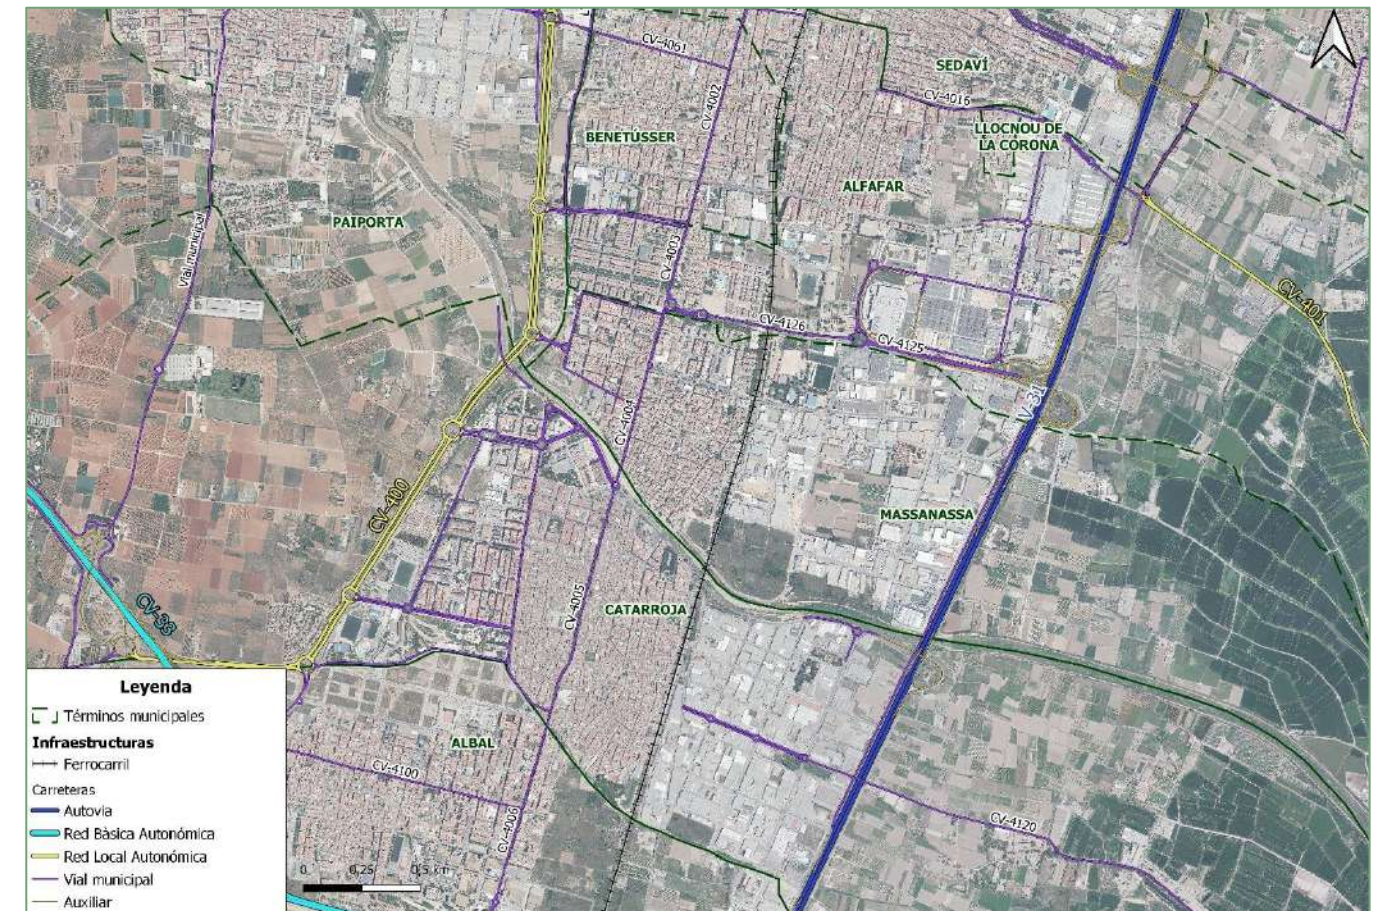 CV-4061
SEDAVÍ
CV-4016
CV-4002
BENETÚSSER
LLOCNOU DE
LA CORONA
ALFAFAR
PAIPORTA
Vial municipal
CV-4003
CV-401
CV-4126
CV-4125
V-31
CV-4004
CV-400
MASSANASSA
CV-33
CV-4005
CATARROJA
ALBAL
CV-4100
CV-4006
CV-4120
0 0,25 0,5 km
Leyenda
Términos municipales
Infraestructuras
Ferrocarril
Carreteras
Autovia
Red Bàsica Autonómica
Red Local Autonómica
Vial municipal
Auxiliar